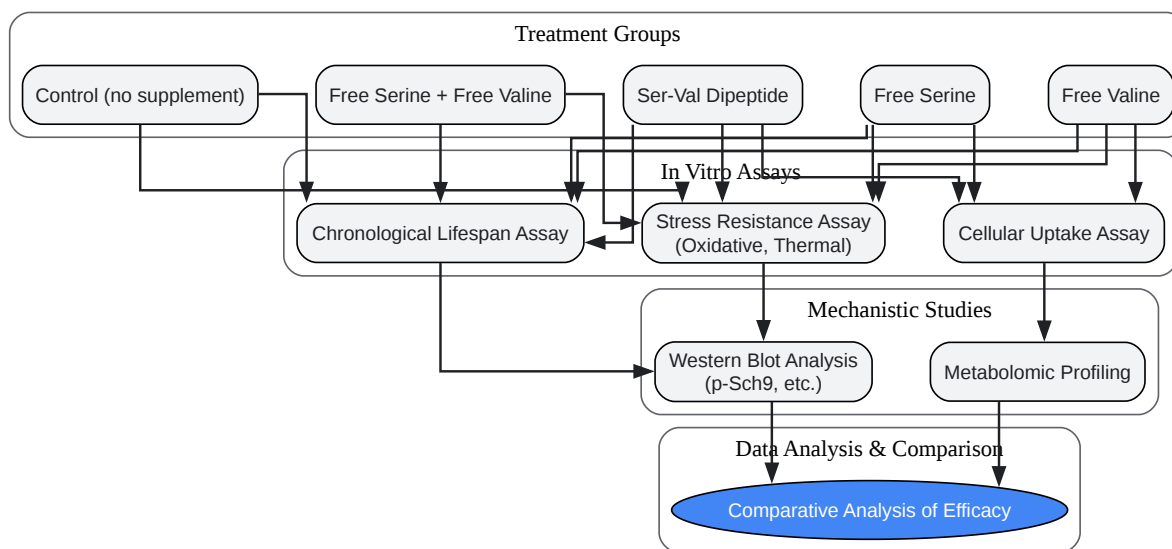 Treatment Groups
Control (no supplement)
Free Serine + Free Valine
Ser-Val Dipeptide
Free Serine
Free Valine
In Vitro Assays
Chronological Lifespan Assay
Stress Resistance Assay
(Oxidative, Thermal)
Cellular Uptake Assay
Mechanistic Studies
Western Blot Analysis
(p-Sch9, etc.)
Metabolomic Profiling
Data Analysis & Comparison
Comparative Analysis of Efficacy